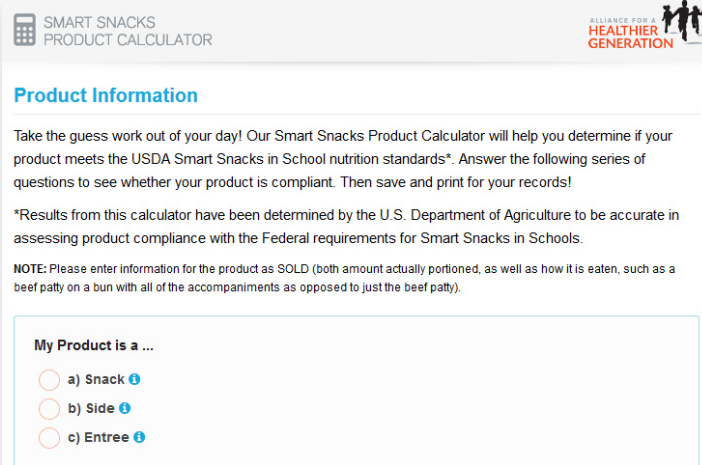 SMART SNACKS
PRODUCT CALCULATOR
ALLIANCE FOR A
HEALTHIER
GENERATION
Product Information
Take the guess work out of your day! Our Smart Snacks Product Calculator will help you determine if your
product meets the USDA Smart Snacks in School nutrition standards*. Answer the following series of
questions to see whether your product is compliant. Then save and print for your records!
*Results from this calculator have been determined by the U.S. Department of Agriculture to be accurate in
assessing product compliance with the Federal requirements for Smart Snacks in Schools.
NOTE: Please enter information for the product as SOLD (both amount actually portioned, as well as how it is eaten, such as a
beef patty on a bun with all of the accompaniments as opposed to just the beef patty).
My Product is a ...
a) Snack i
b) Side i
c) Entree i